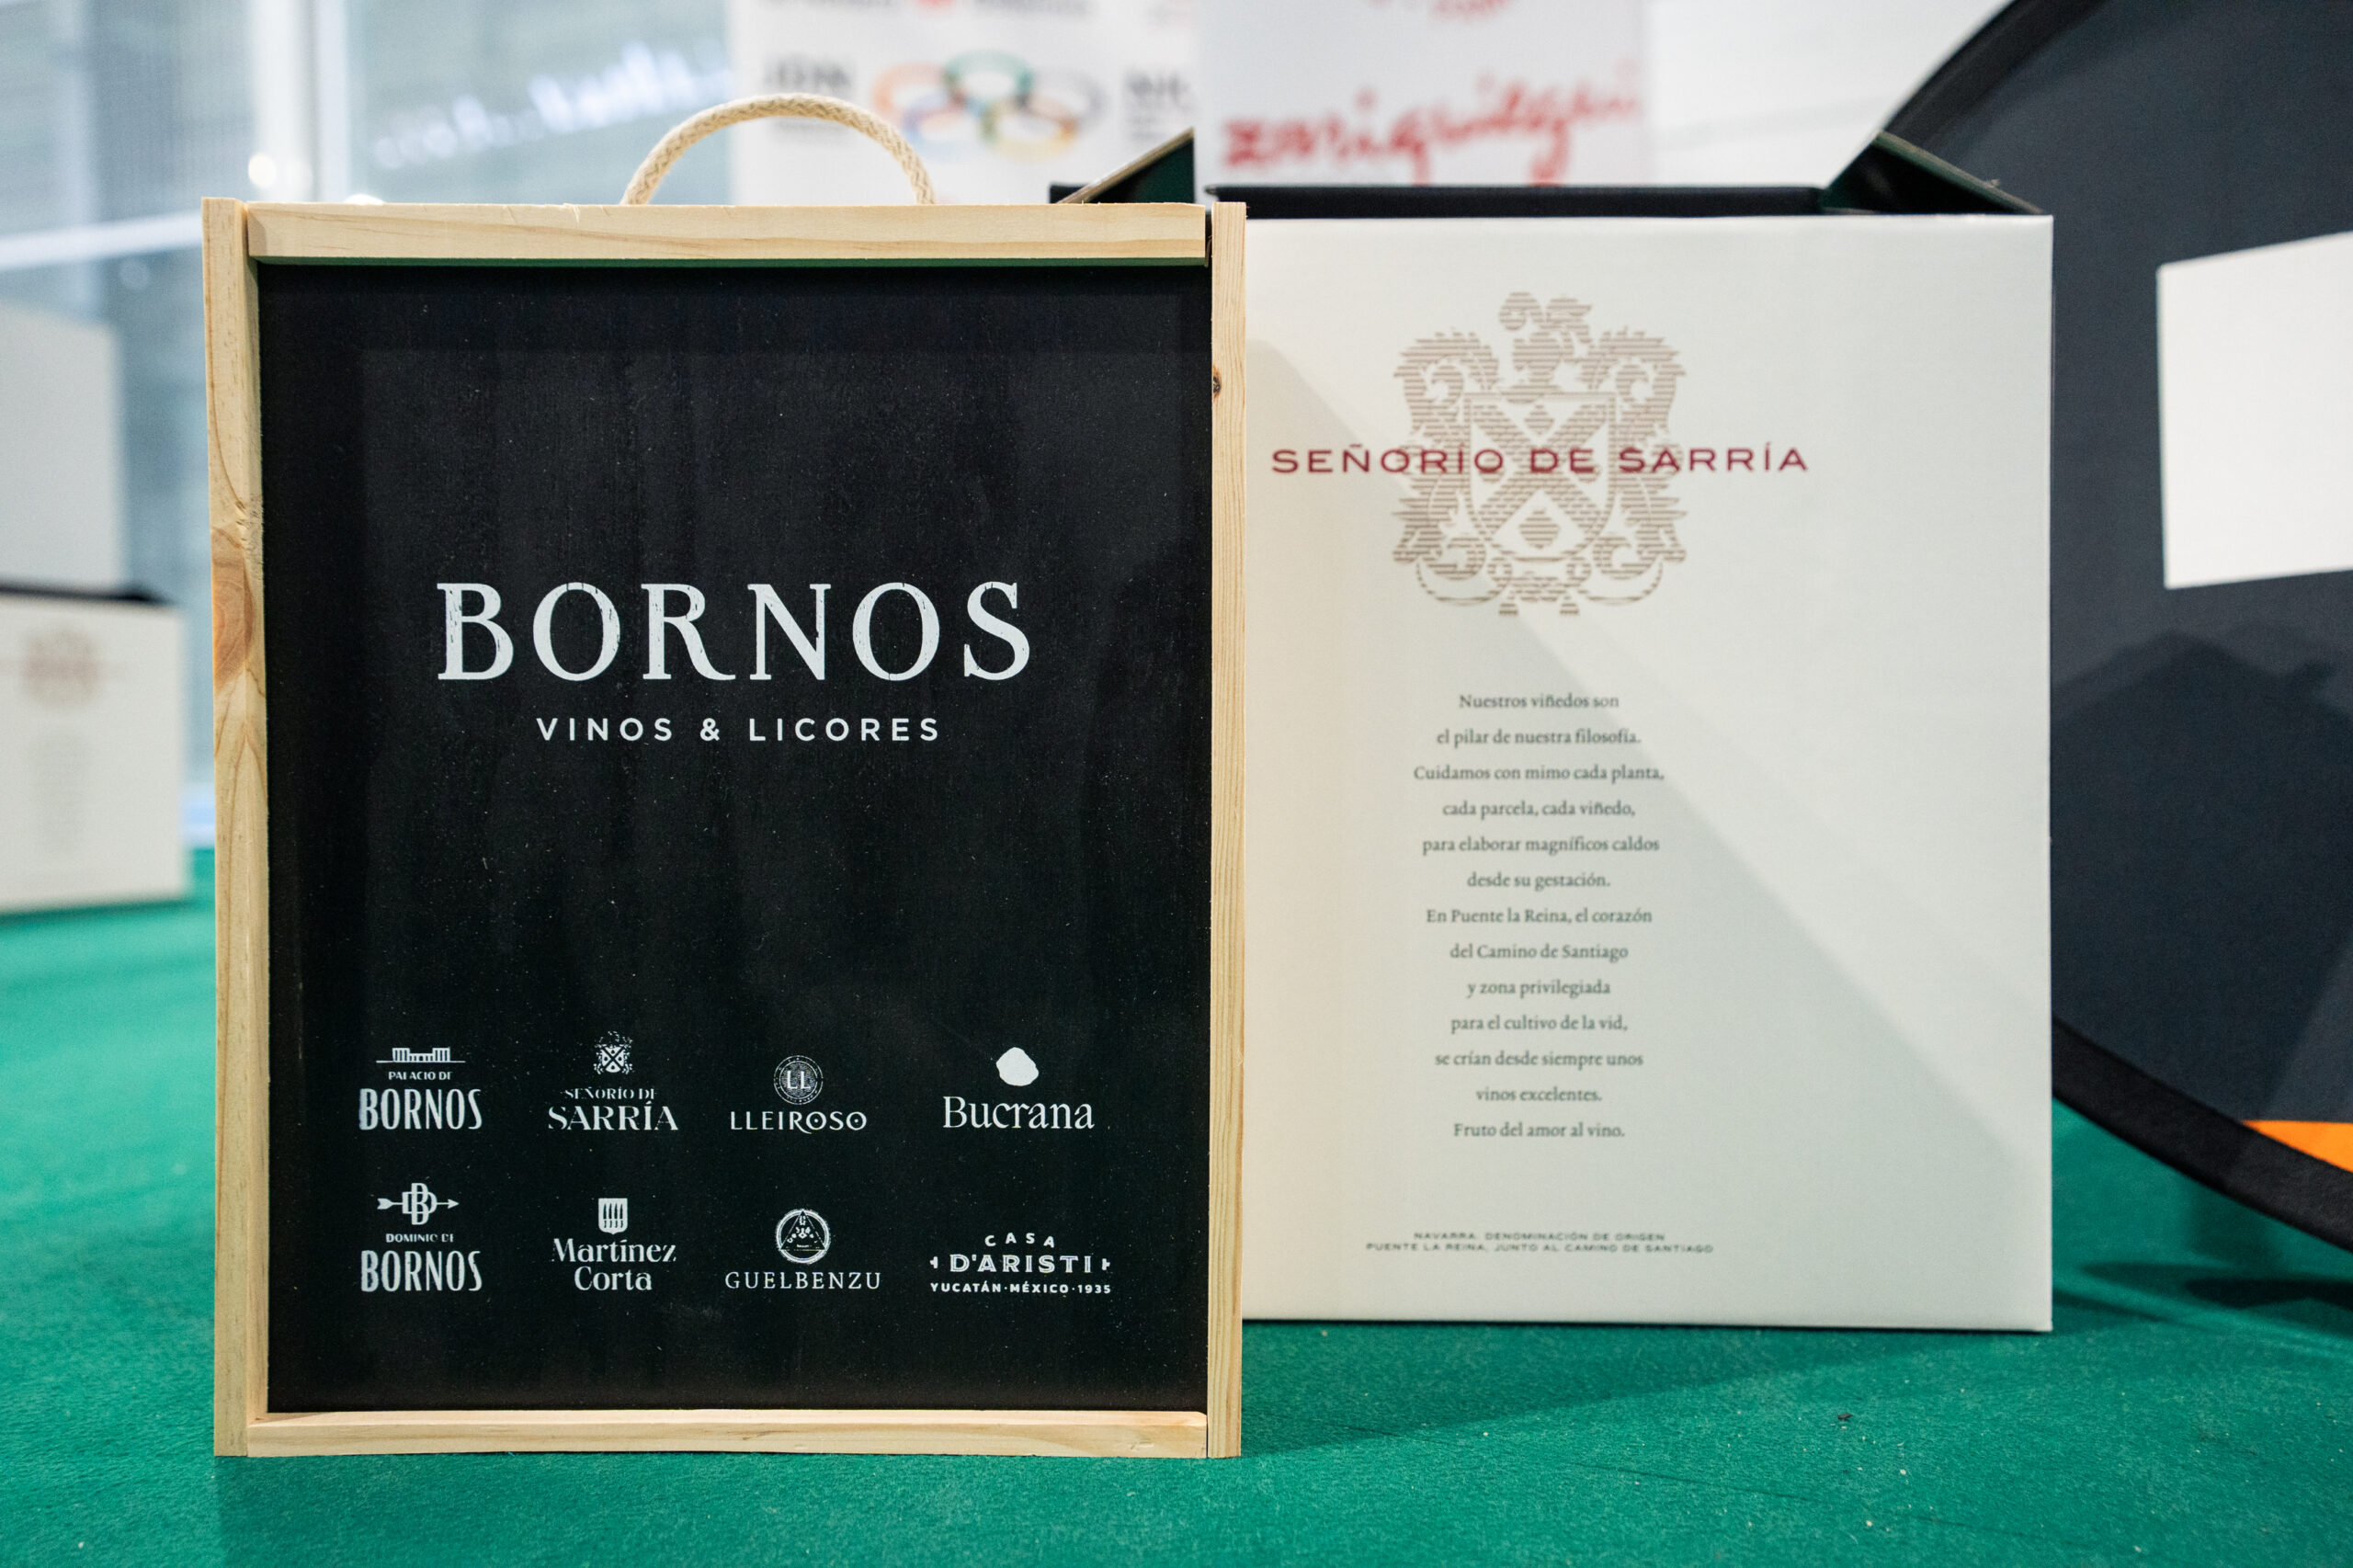 BORNOS
VINOS & LICORES
PALACIO DE
BORNOS
SEÑORÍO DE
SARRÍA
LL
LLEIROSO
Bucrana
DOMINIO DE
BORNOS
Martínez
Corta
GUELBENZU
CASA
D'ARISTI
YUCATÁN·MÉXICO·1935
SEÑORÍO DE SARRÍA
Nuestros viñedos son
el pilar de nuestra filosofía.
Cuidamos con mimo cada planta,
cada parcela, cada viñedo,
para elaborar magníficos caldos
desde su gestación.
En Puente la Reina, el corazón
del Camino de Santiago
y zona privilegiada
para el cultivo de la vid,
se crían desde siempre unos
vinos excelentes.
Fruto del amor al vino.
NAVARRA. DENOMINACIÓN DE ORIGEN
PUENTE LA REINA, JUNTO AL CAMINO DE SANTIAGO